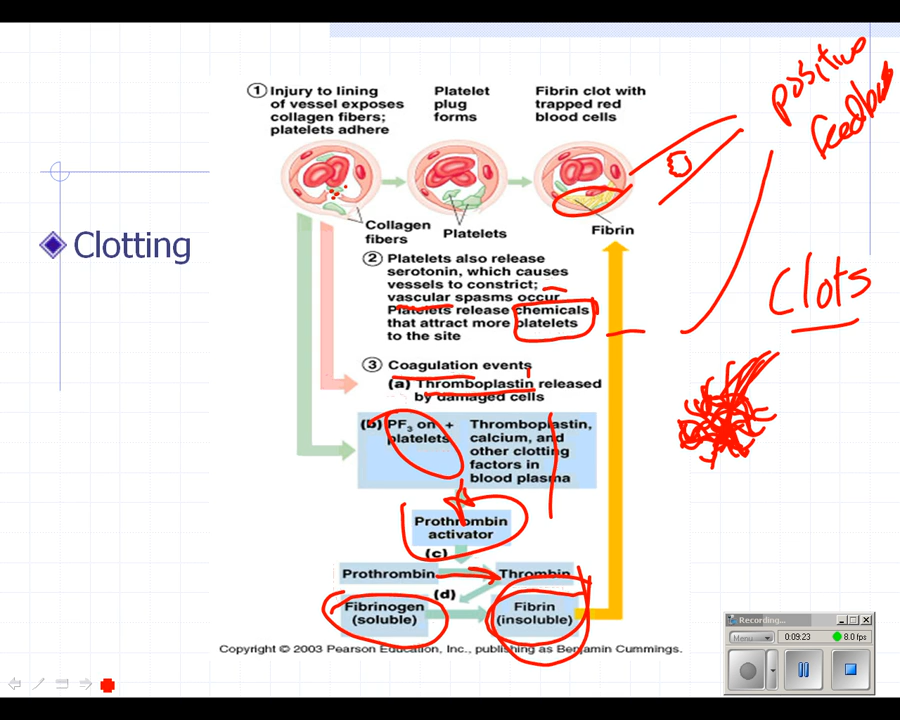 Clotting
① Injury to lining
of vessel exposes
collagen fibers;
platelets adhere
Platelet
plug
forms
Fibrin clot with
trapped red
blood cells
Collagen
fibers
Platelets
Fibrin
② Platelets also release
serotonin, which causes
vessels to constrict;
vascular spasms occur
Platelets release chemicals
that attract more platelets
to the site
③ Coagulation events
(a) Thromboplastin released
by damaged cells
(b) PF3 on +
platelets
Thromboplastin,
calcium, and
other clotting
factors in
blood plasma
Prothrombin
activator
(c)
Prothrombin
Thrombin
(d)
Fibrinogen
(soluble)
Fibrin
(insoluble)
Copyright © 2003 Pearson Education, Inc., publishing as Benjamin Cummings.
positive
Clots
Recording...
Menu
0:09:23
8.0 fps